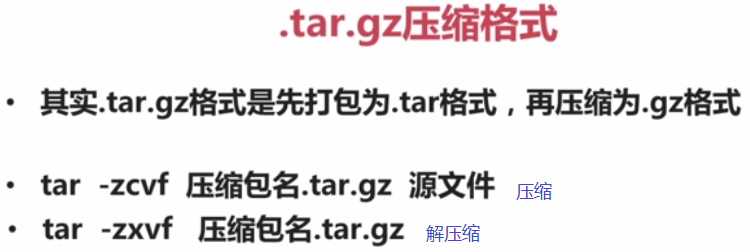 .tar.gz压缩格式
• 其实.tar.gz格式是先打包为.tar格式，再压缩为.gz格式
• tar -zcvf 压缩包名.tar.gz 源文件 压缩
• tar -zxvf 压缩包名.tar.gz 解压缩